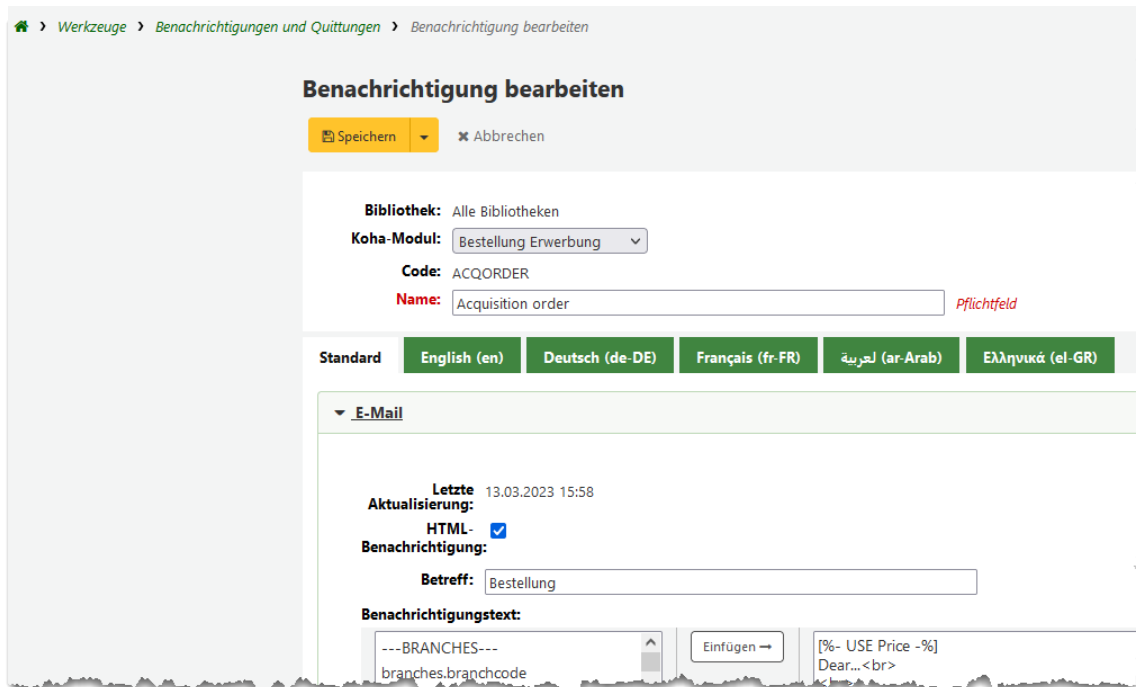 Werkzeuge › Benachrichtigungen und Quittungen › Benachrichtigung bearbeiten
Benachrichtigung bearbeiten
Speichern Abbrechen
Bibliothek: Alle Bibliotheken
Koha-Modul: Bestellung Erwerbung
Code: ACQORDER
Name: Acquisition order Pflichtfeld
Standard English (en) Deutsch (de-DE) Français (fr-FR) لعربية (ar-Arab) Ελληνικά (el-GR)
E-Mail
Letzte Aktualisierung: 13.03.2023 15:58
HTML-Benachrichtigung:
Betreff: Bestellung
Benachrichtigungstext:
---BRANCHES--- Einfügen → [%- USE Price -%]
branches.branchcode Dear...<br>